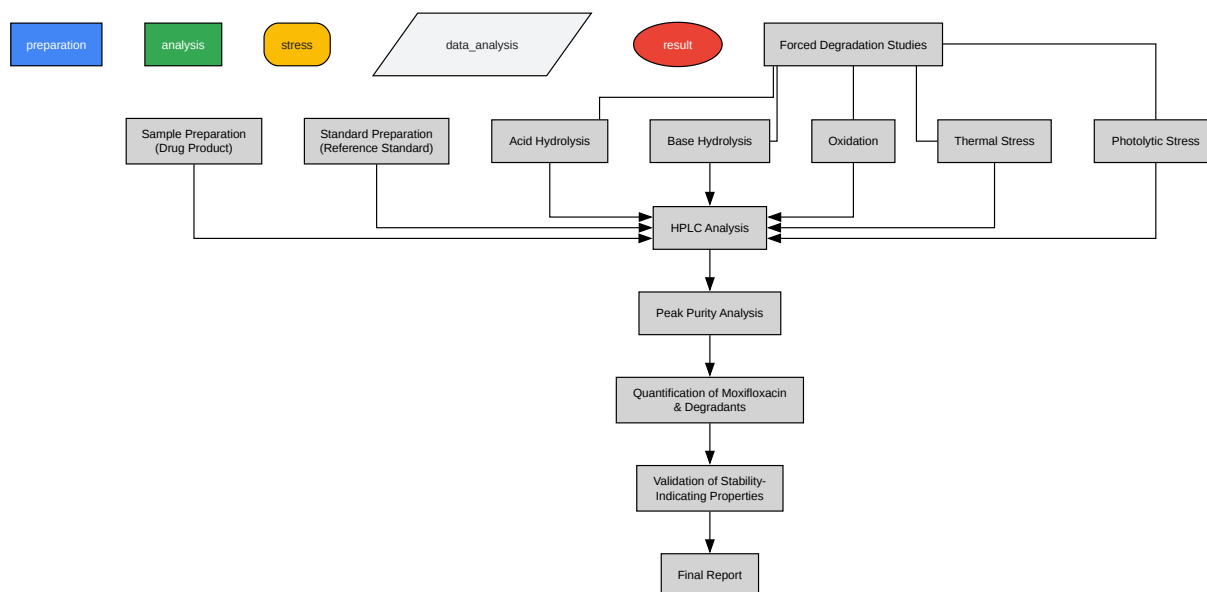 preparation
analysis
stress
data_analysis
result
Forced Degradation Studies
Sample Preparation
(Drug Product)
Standard Preparation
(Reference Standard)
Acid Hydrolysis
Base Hydrolysis
Oxidation
Thermal Stress
Photolytic Stress
HPLC Analysis
Peak Purity Analysis
Quantification of Moxifloxacin
& Degradants
Validation of Stability-
Indicating Properties
Final Report